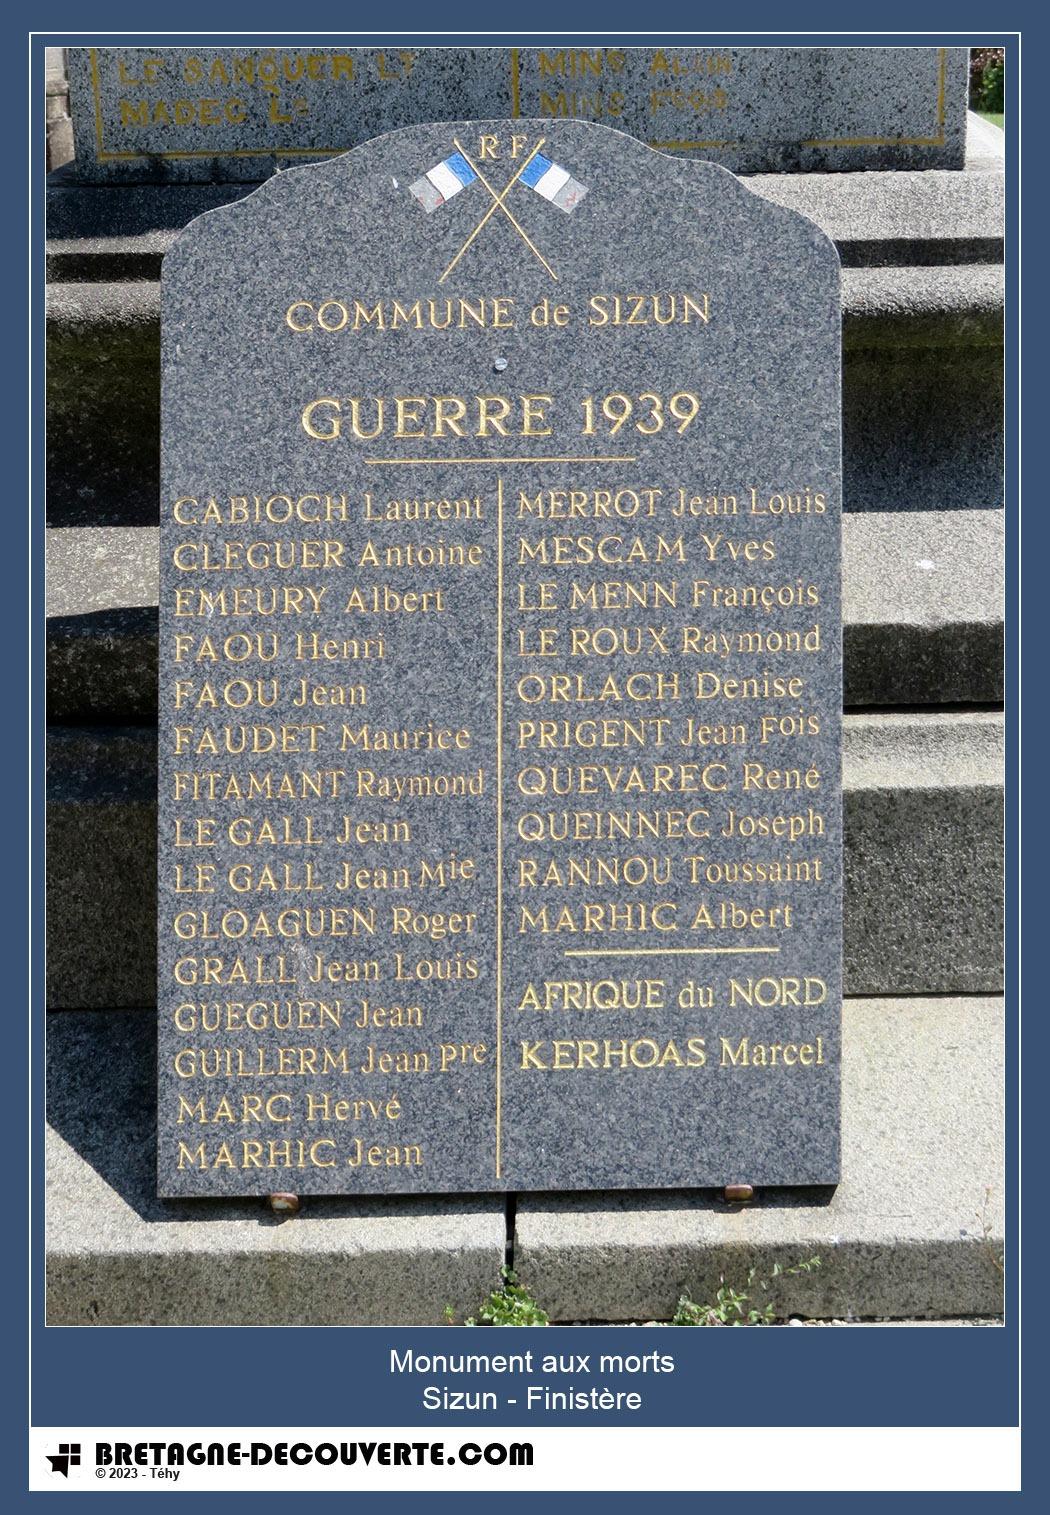 LE SANQUER LT
MADEC Ls
MINS ALAIN
MINS FCOIS
R F
COMMUNE de SIZUN
GUERRE 1939
CABIOCH Laurent
CLEGUER Antoine
EMEURY Albert
FAOU Henri
FAOU Jean
FAUDET Maurice
FITAMANT Raymond
LE GALL Jean
LE GALL Jean Mie
GLOAGUEN Roger
GRALL Jean Louis
GUEGUEN Jean
GUILLERM Jean Pre
MARC Hervé
MARHIC Jean
MERROT Jean Louis
MESCAM Yves
LE MENN François
LE ROUX Raymond
ORLACH Denise
PRIGENT Jean Fois
QUEVAREC René
QUEINNEC Joseph
RANNOU Toussaint
MARHIC Albert
AFRIQUE du NORD
KERHOAS Marcel
Monument aux morts
Sizun - Finistère
BRETAGNE-DECOUVERTE.COM
© 2023 - Téhy